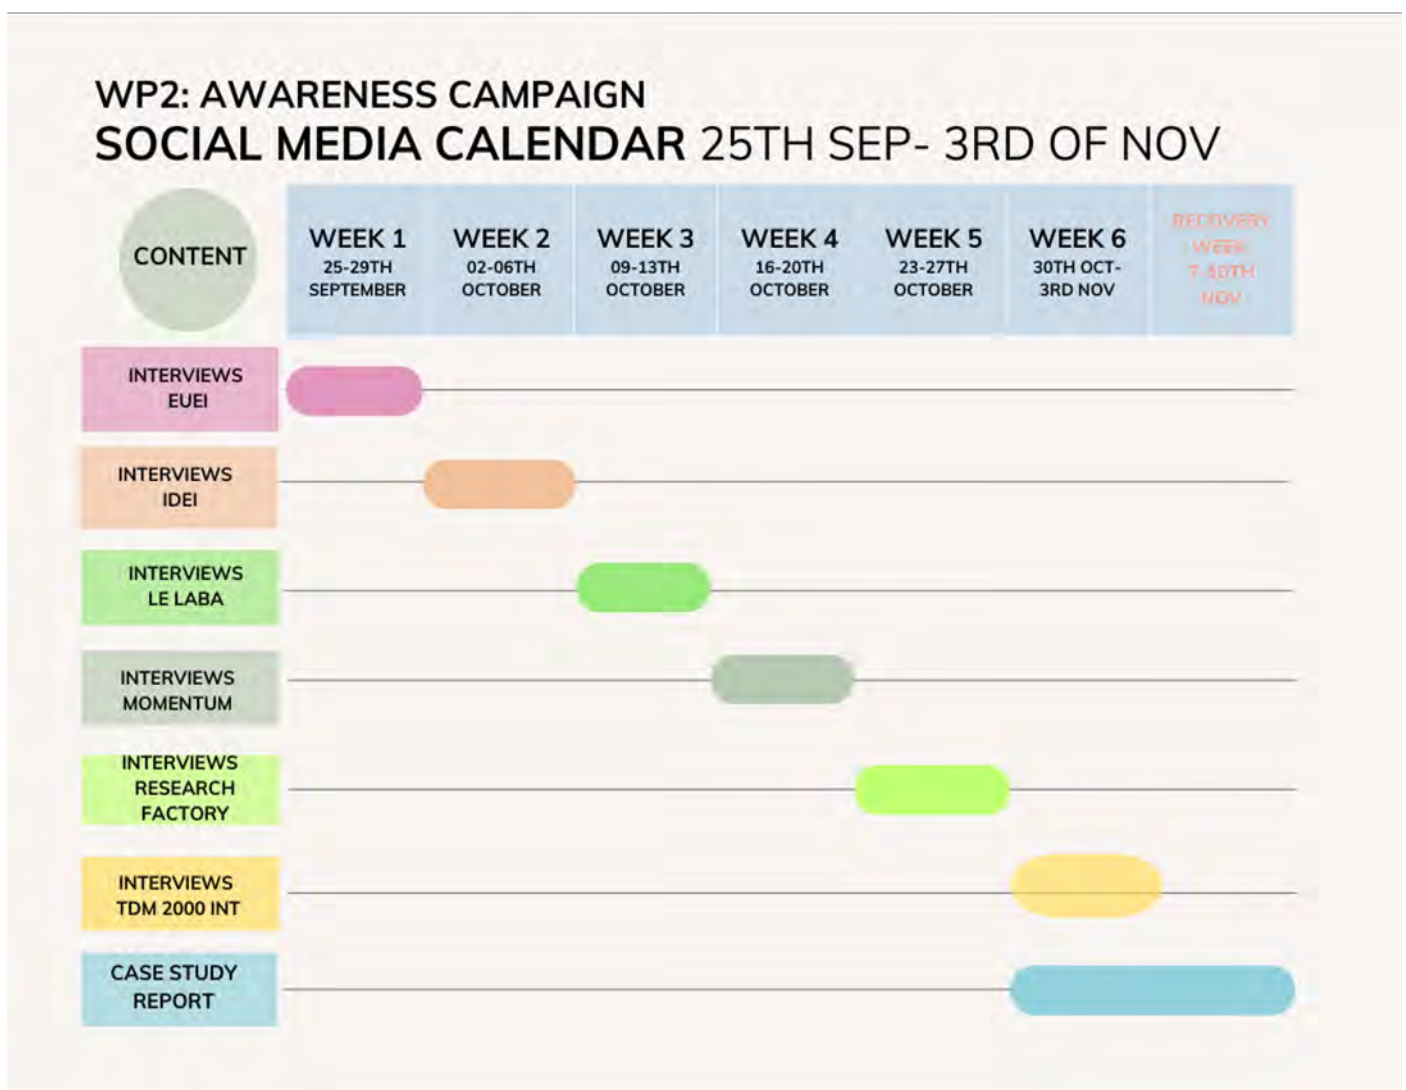 WP2: AWARENESS CAMPAIGN
SOCIAL MEDIA CALENDAR 25TH SEP- 3RD OF NOV
CONTENT
WEEK 1
25-29TH
SEPTEMBER
WEEK 2
02-06TH
OCTOBER
WEEK 3
09-13TH
OCTOBER
WEEK 4
16-20TH
OCTOBER
WEEK 5
23-27TH
OCTOBER
WEEK 6
30TH OCT-
3RD NOV
RECOVERY
WEEK
NOV
INTERVIEWS
EUEI
INTERVIEWS
IDEI
INTERVIEWS
LE LABA
INTERVIEWS
MOMENTUM
INTERVIEWS
RESEARCH
FACTORY
INTERVIEWS
TDM 2000 INT
CASE STUDY
REPORT